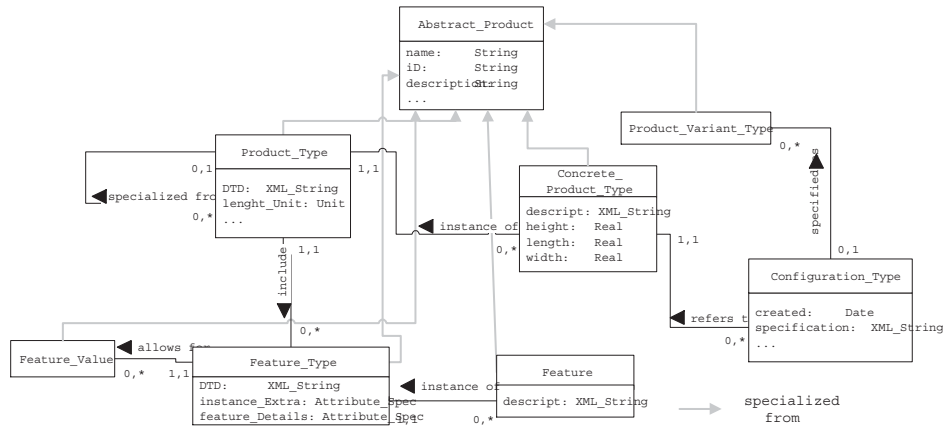 Abstract_Product
name: String
iD: String
description: String
...
Product_Variant_Type
0,*
specified as
0,1
Product_Type
0,1
1,1
DTD: XML_String
lenght_Unit: Unit
...
specialized fro
0,*
Concrete_
Product_Type
descript: XML_String
height: Real
length: Real
width: Real
instance of
0,*
1,1
Configuration_Type
created: Date
specification: XML_String
...
refers t
0,*
1,1
include
0,*
Feature_Value
allows for
0,*
1,1
Feature_Type
DTD: XML_String
instance_Extra: Attribute_Spec
feature_Details: Attribute_Spec
instance of
1,1
0,*
Feature
descript: XML_String
specialized
from